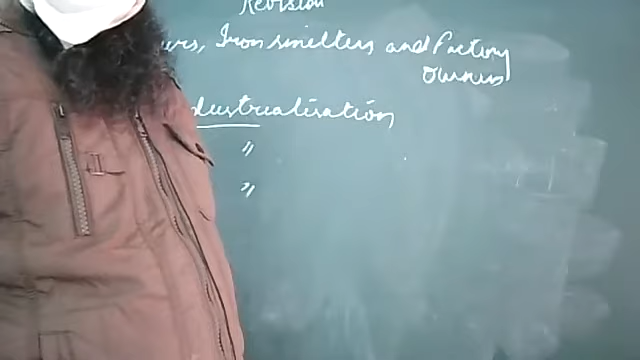 Revision
Iron smelters and Factory
Owners
dustrialisation
"
"